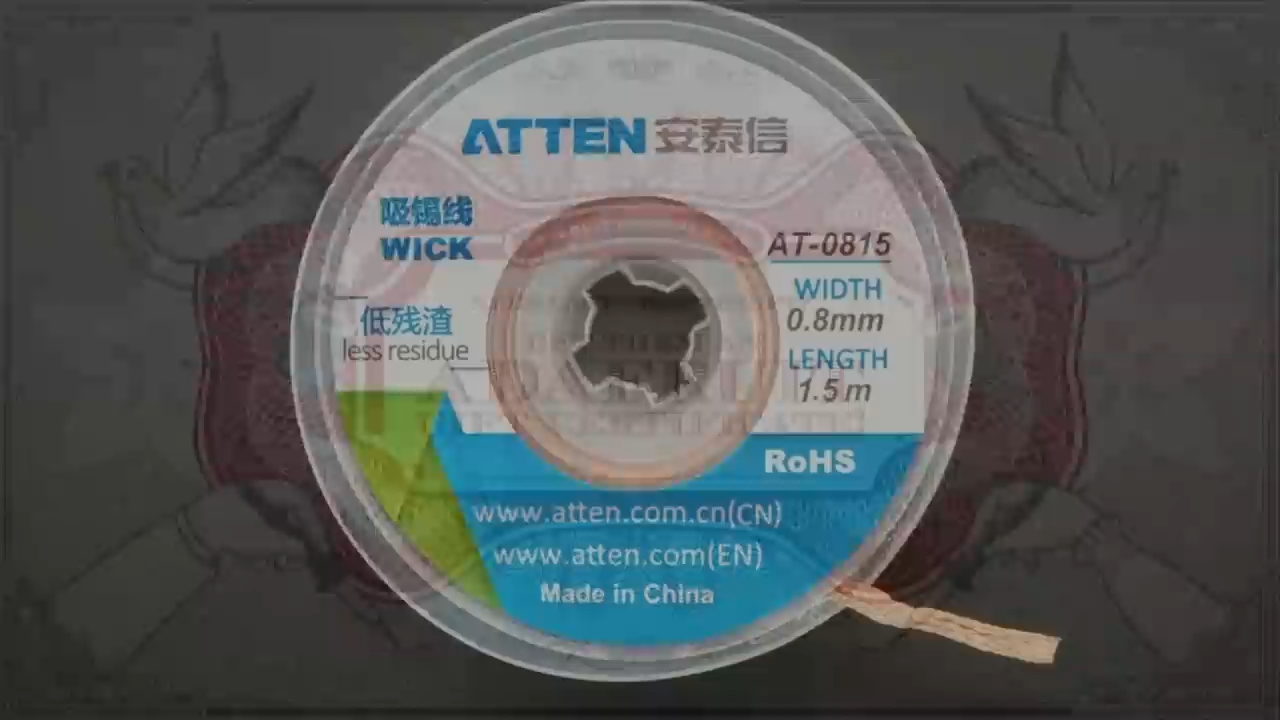 ATTEN 安泰信
吸锡线
WICK
低残渣
less residue
AT-0815
WIDTH
0.8mm
LENGTH
1.5m
RoHS
www.atten.com.cn(CN)
www.atten.com(EN)
Made in China